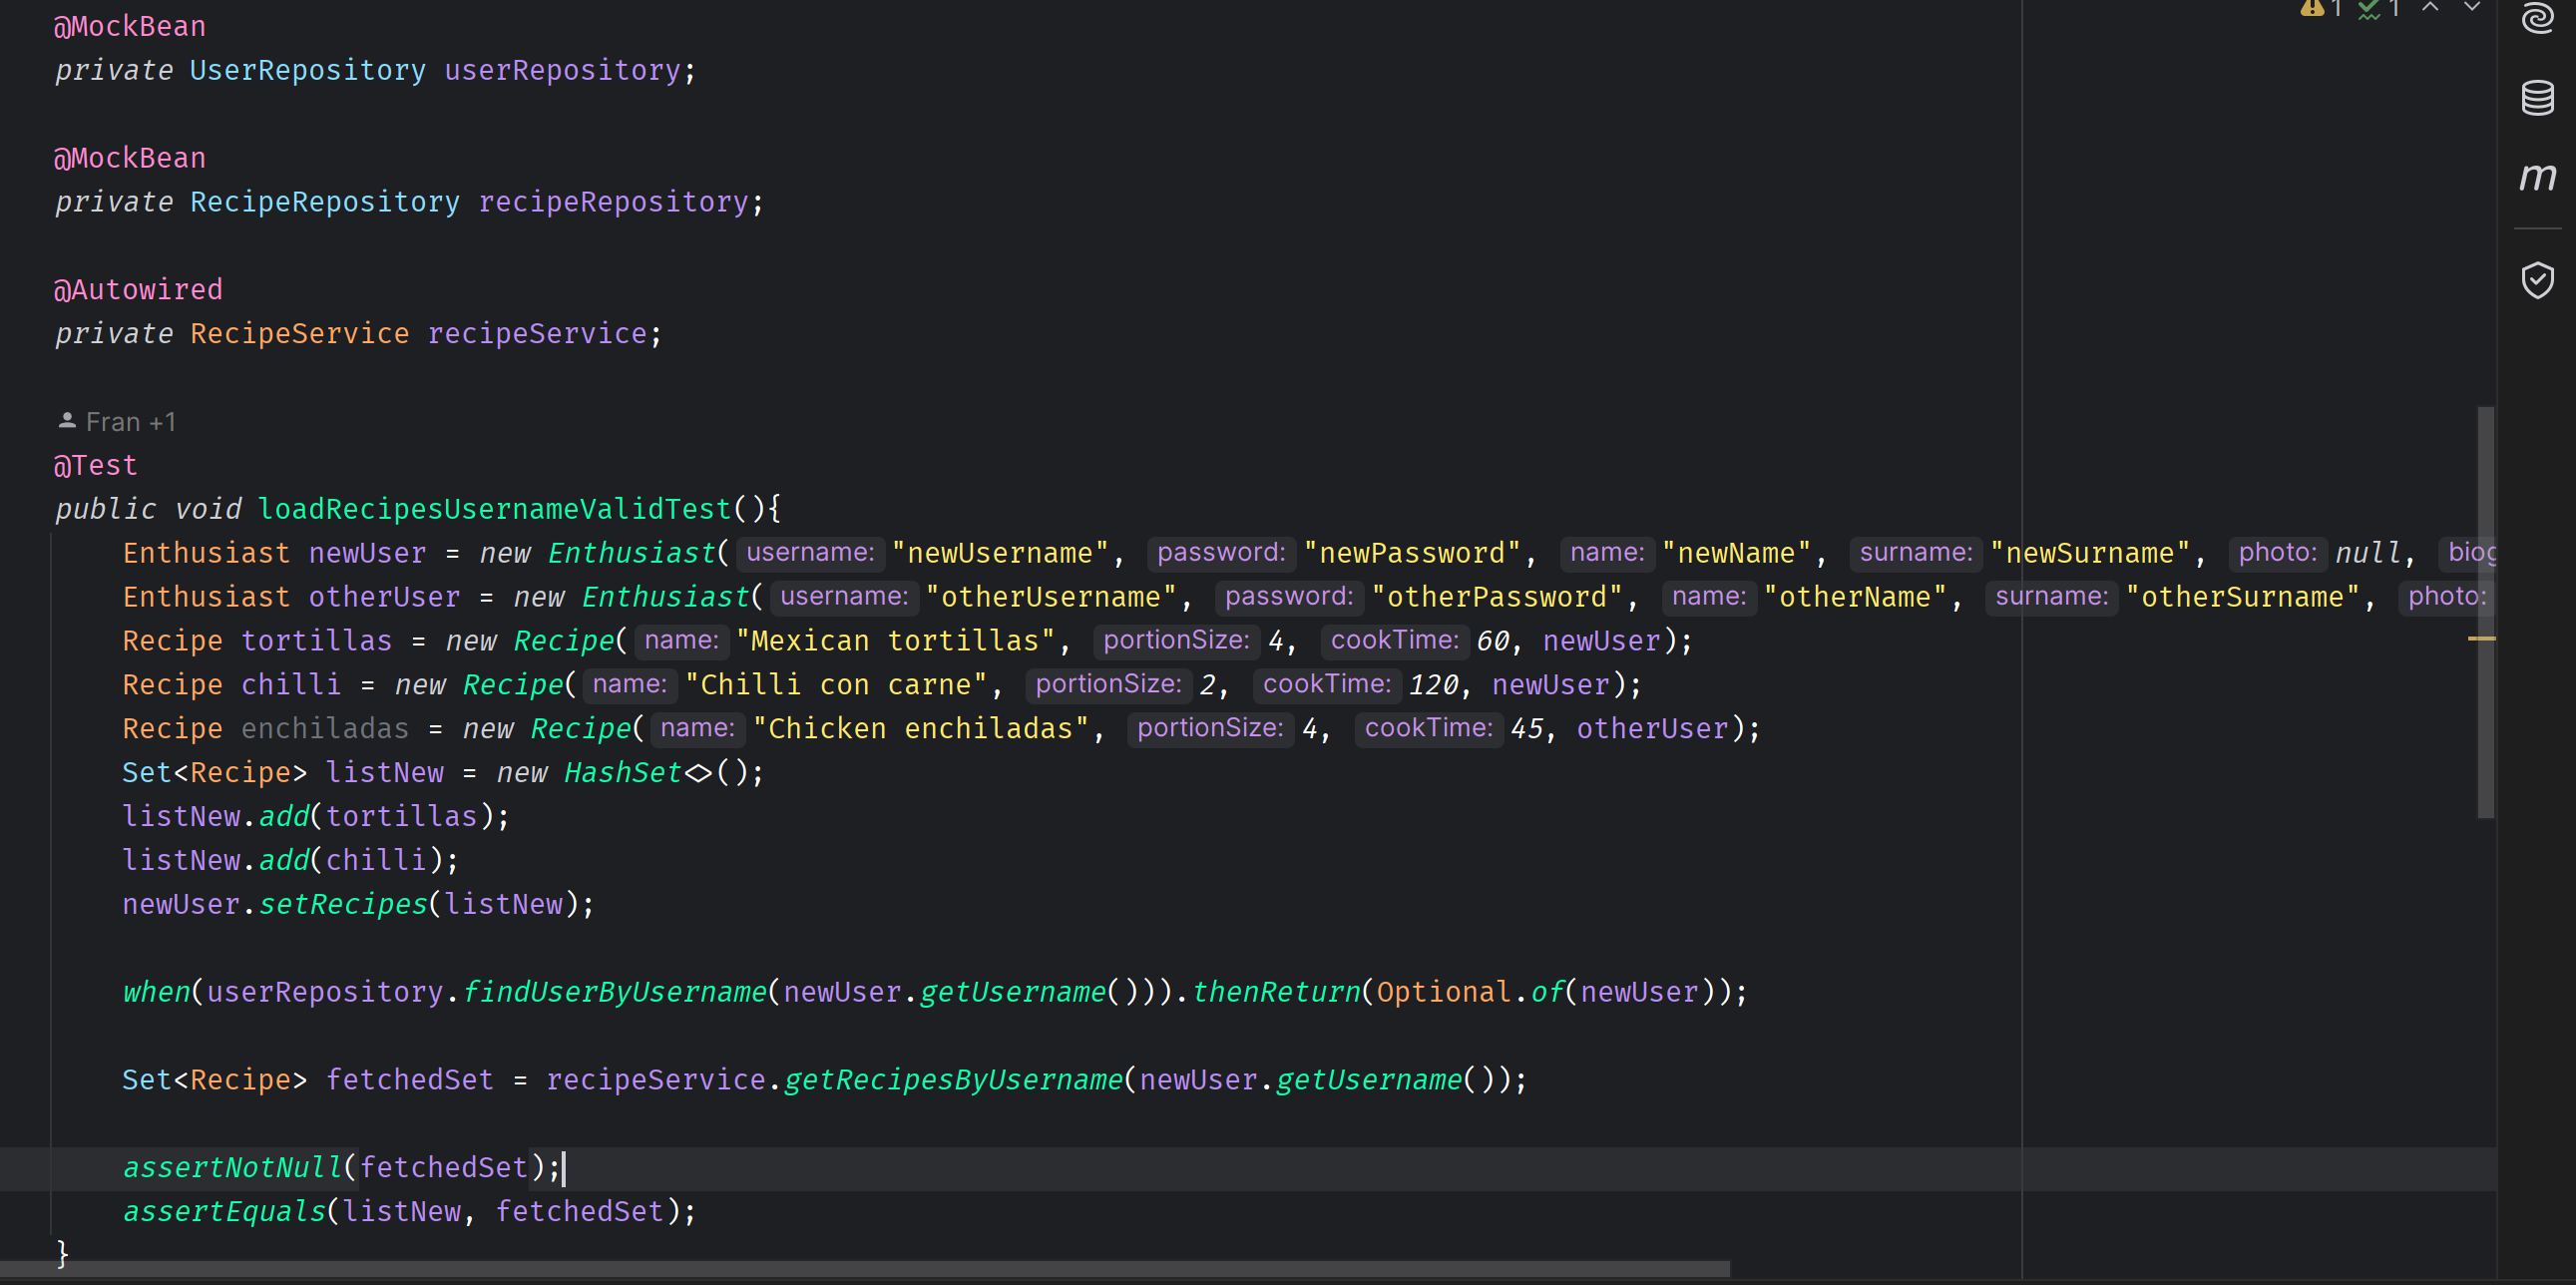 1 1
@MockBean
private UserRepository userRepository;
@MockBean
private RecipeRepository recipeRepository;
m
@Autowired
private RecipeService recipeService;
Fran +1
@Test
public void loadRecipesUsernameValidTest(){
Enthusiast newUser = new Enthusiast( username: "newUsername", password: "newPassword", name: "newName", surname: "newSurname", photo: null, biog
Enthusiast otherUser = new Enthusiast( username: "otherUsername", password: "otherPassword", name: "otherName", surname: "otherSurname", photo:
Recipe tortillas = new Recipe( name: "Mexican tortillas", portionSize: 4, cookTime: 60, newUser);
Recipe chilli = new Recipe( name: "Chilli con carne", portionSize: 2, cookTime: 120, newUser);
Recipe enchiladas = new Recipe( name: "Chicken enchiladas", portionSize: 4, cookTime: 45, otherUser);
Set<Recipe> listNew = new HashSet<>();
listNew.add(tortillas);
listNew.add(chilli);
newUser.setRecipes(listNew);
when(userRepository.findUserByUsername(newUser.getUsername())).thenReturn(Optional.of(newUser));
Set<Recipe> fetchedSet = recipeService.getRecipesByUsername(newUser.getUsername());
assertNotNull(fetchedSet);
assertEquals(listNew, fetchedSet);
}